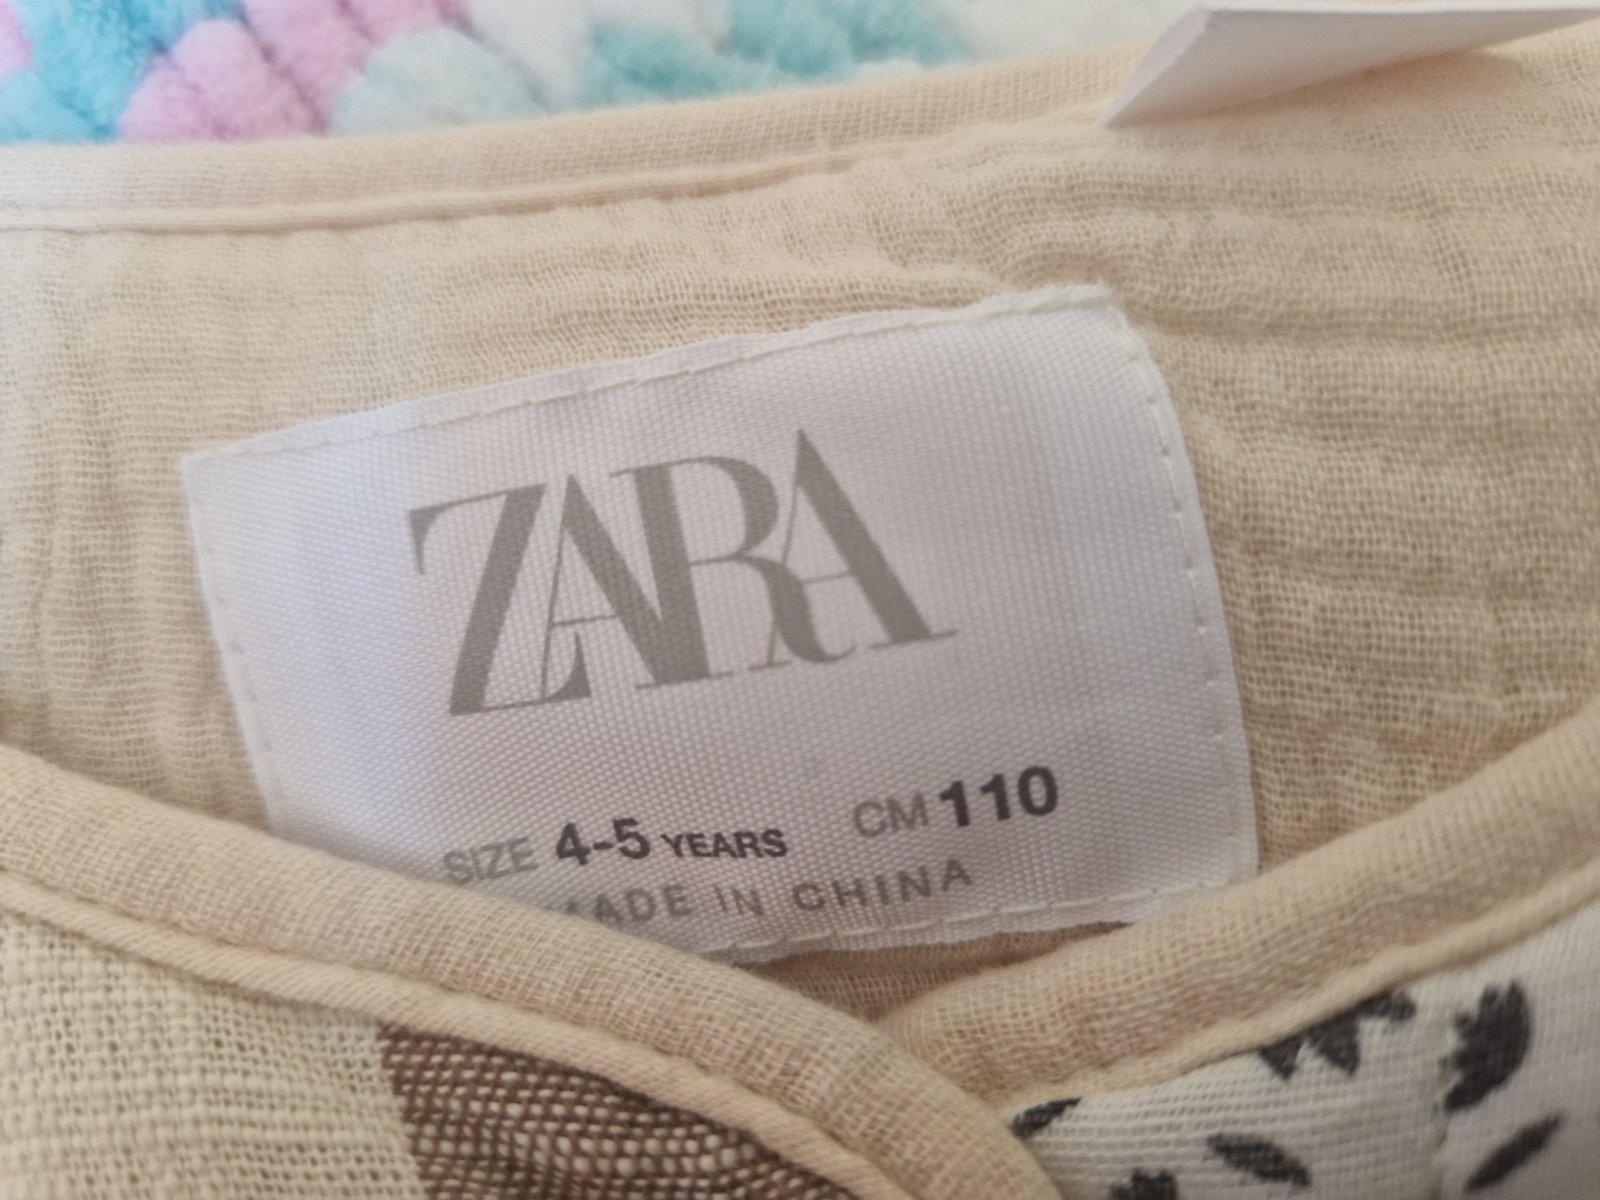 ZARA
SIZE 4-5 YEARS CM 110
MADE IN CHINA